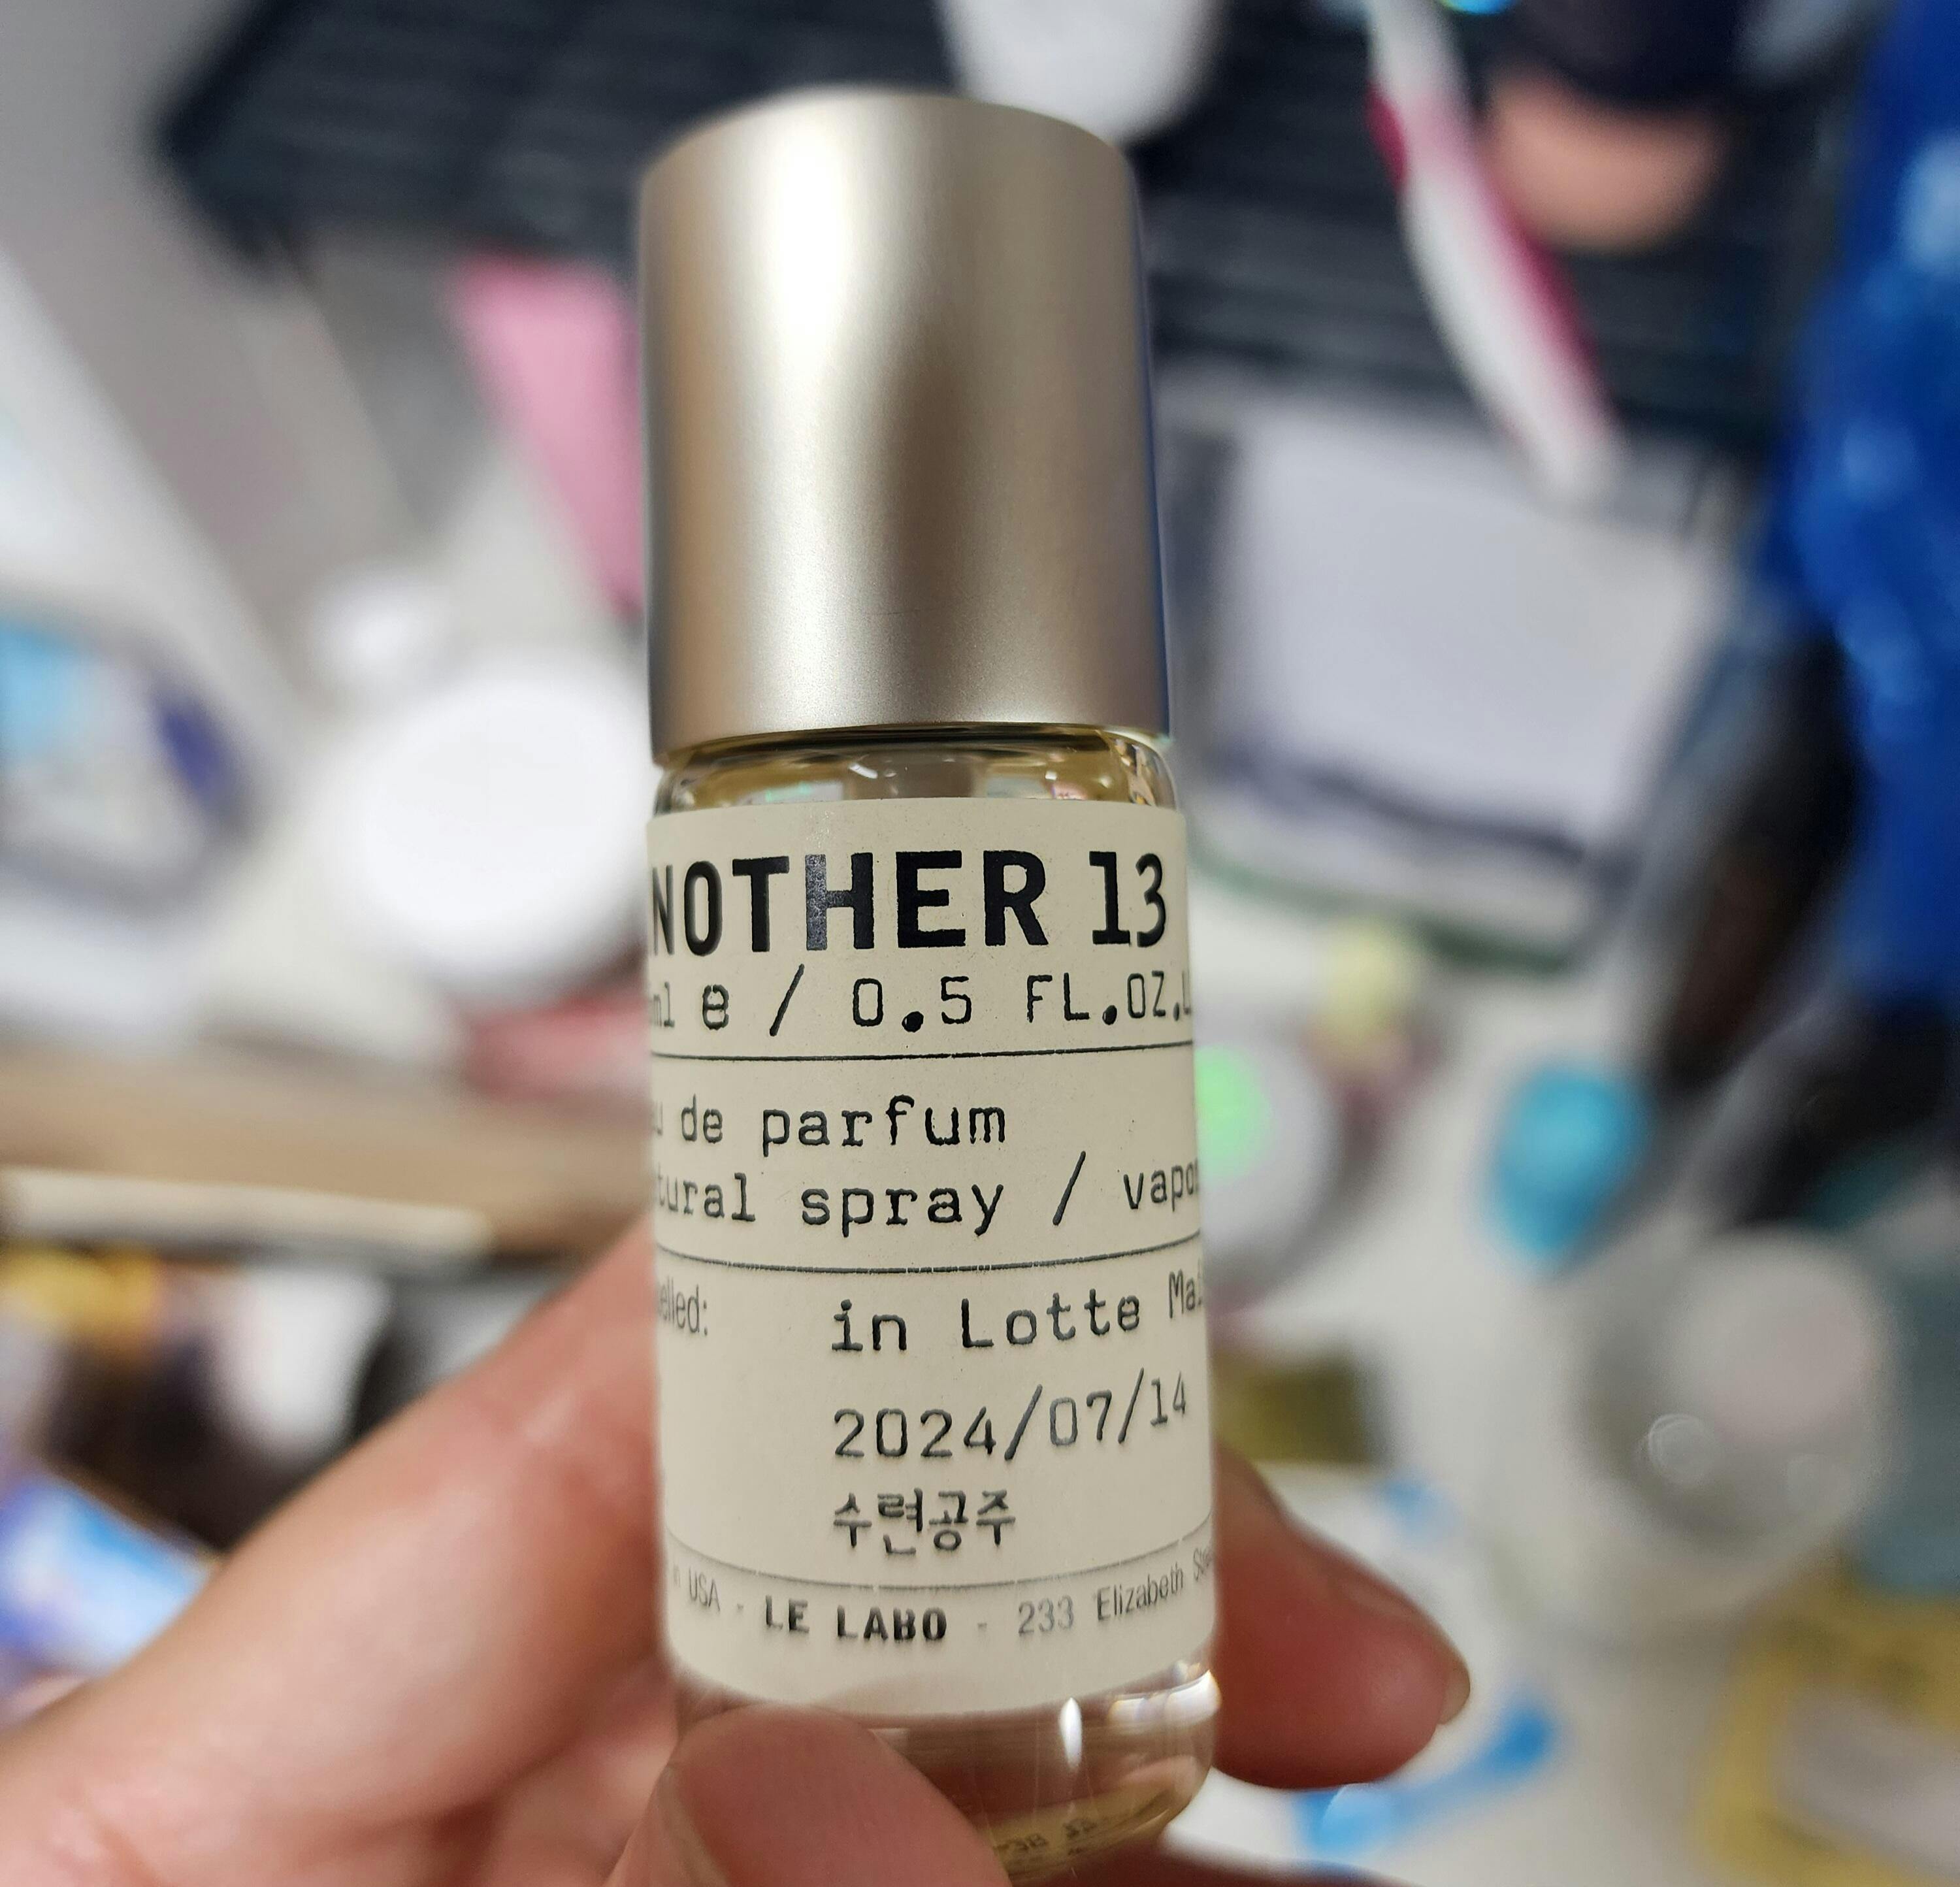 NOTHER 13
ml e / 0.5 FL.OZ.
de parfum
tural spray / vapo
elled: in Lotte Ma
2024/07/14
수련공주
USA - LE LABO - 233 Elizabeth